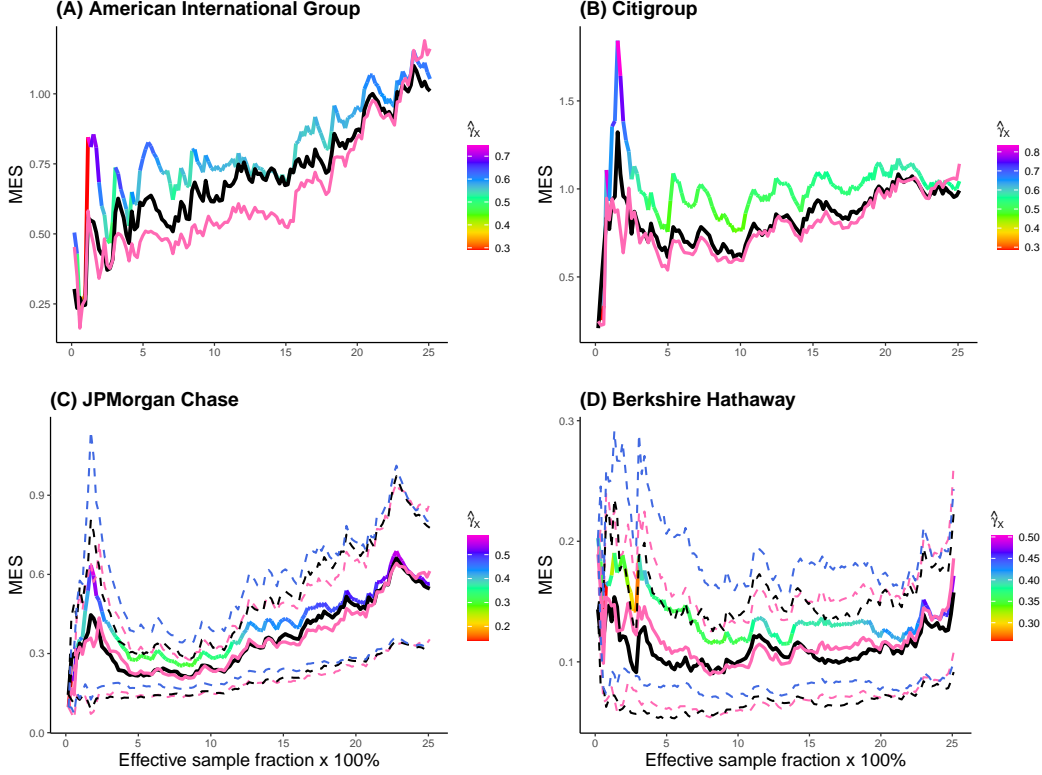 (A) American International Group
MES
1.00
0.75
0.50
0.25
0 5 10 15 20 25
γ̂X
0.7
0.6
0.5
0.4
0.3
(B) Citigroup
MES
1.5
1.0
0.5
0 5 10 15 20 25
γ̂X
0.8
0.7
0.6
0.5
0.4
0.3
(C) JPMorgan Chase
MES
0.9
0.6
0.3
0.0
0 5 10 15 20 25
Effective sample fraction x 100%
γ̂X
0.5
0.4
0.3
0.2
(D) Berkshire Hathaway
MES
0.3
0.2
0.1
0 5 10 15 20 25
Effective sample fraction x 100%
γ̂X
0.50
0.45
0.40
0.35
0.30